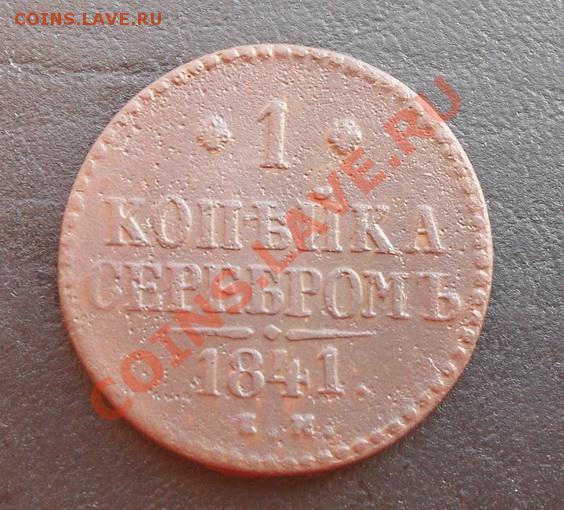 COINS.LAVE.RU
COINS.LAVE.RU
1
КОПѢЙКА
СЕРЕБРОМЪ
1841.
Е.М.